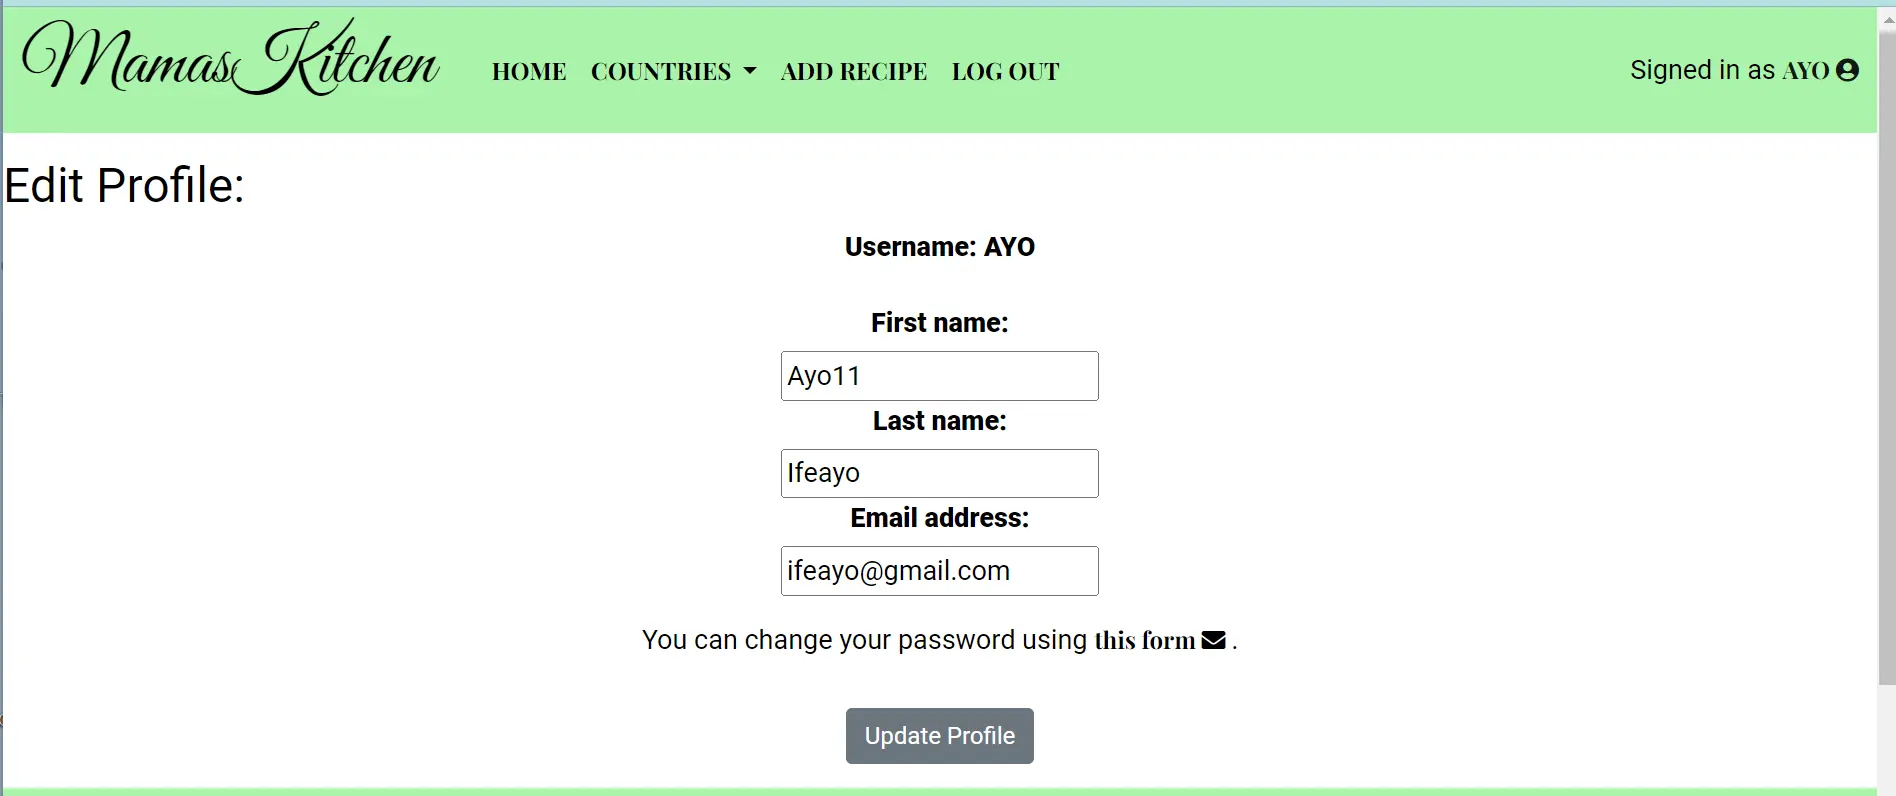 Mamas Kitchen HOME COUNTRIES ADD RECIPE LOG OUT Signed in as AYO
Edit Profile:
Username: AYO
First name:
Ayo11
Last name:
Ifeayo
Email address:
ifeayo@gmail.com
You can change your password using this form .
Update Profile